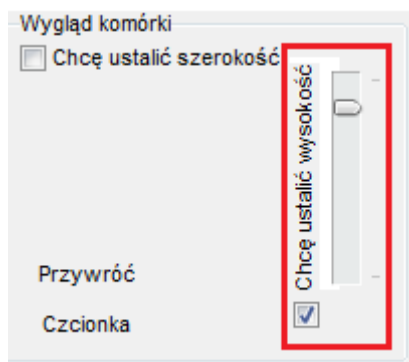 Wygląd komórki
Chcę ustalić szerokość
Chcę ustalić wysokość
Przywróć
Czcionka